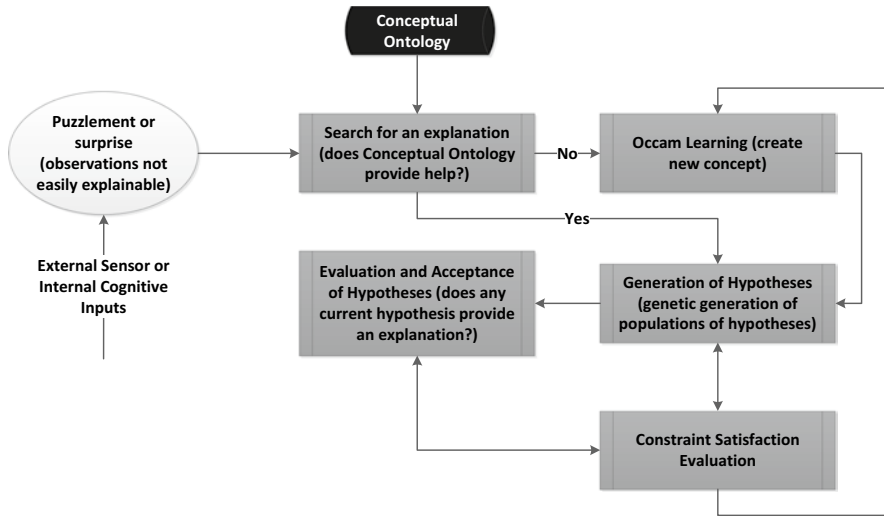 Conceptual
Ontology
Puzzlement or
surprise
(observations not
easily explainable)
Search for an explanation
(does Conceptual Ontology
provide help?)
No
Occam Learning (create
new concept)
Yes
External Sensor or
Internal Cognitive
Inputs
Evaluation and Acceptance
of Hypotheses (does any
current hypothesis provide
an explanation?)
Generation of Hypotheses
(genetic generation of
populations of hypotheses)
Constraint Satisfaction
Evaluation